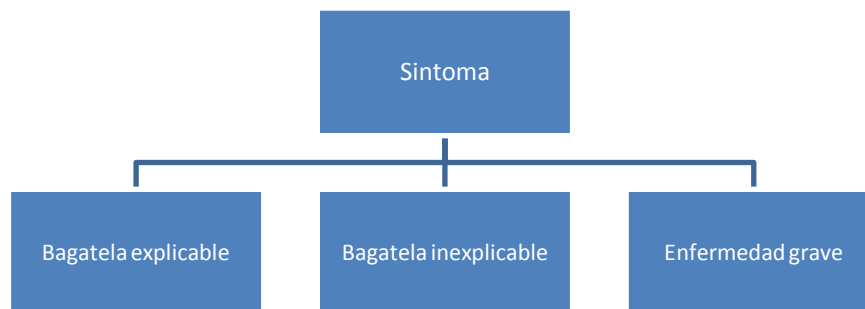 Sintoma
Bagatela explicable
Bagatela inexplicable
Enfermedad grave